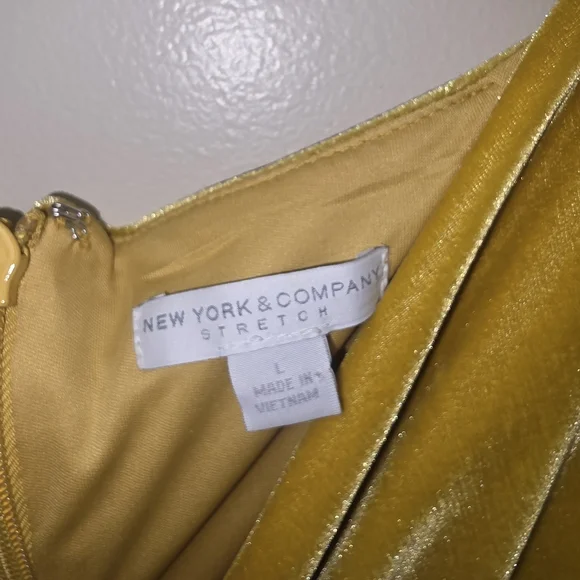 NEW YORK & COMPANY
STRETCH
L
MADE IN
VIETNAM